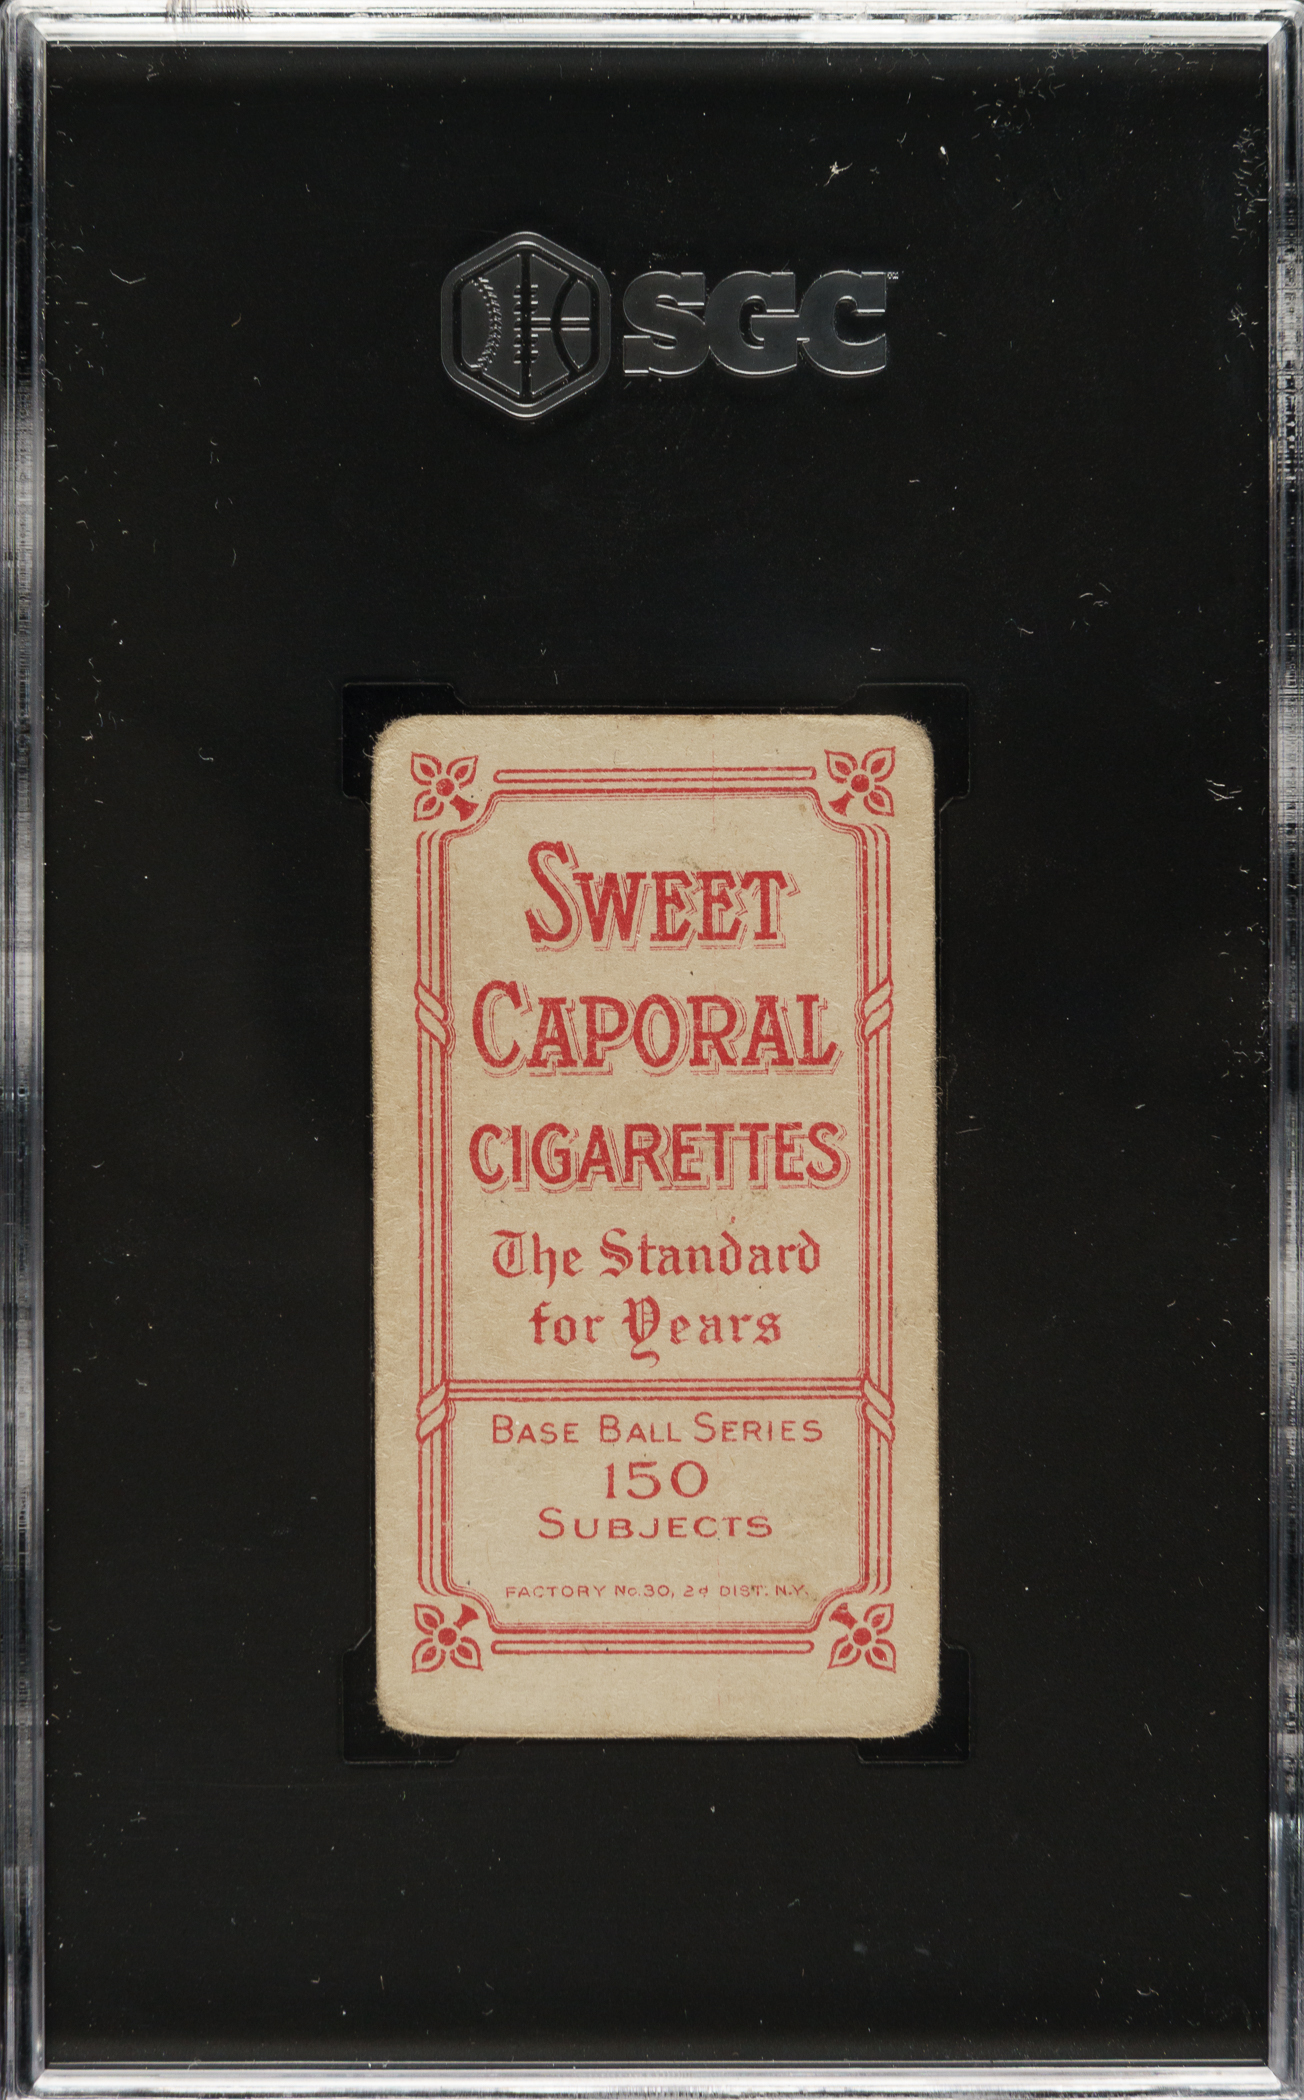 SGC
SWEET
CAPORAL
CIGARETTES
The Standard
for Years
BASE BALL SERIES
150
SUBJECTS
FACTORY No. 30, 2d DIST. N.Y.